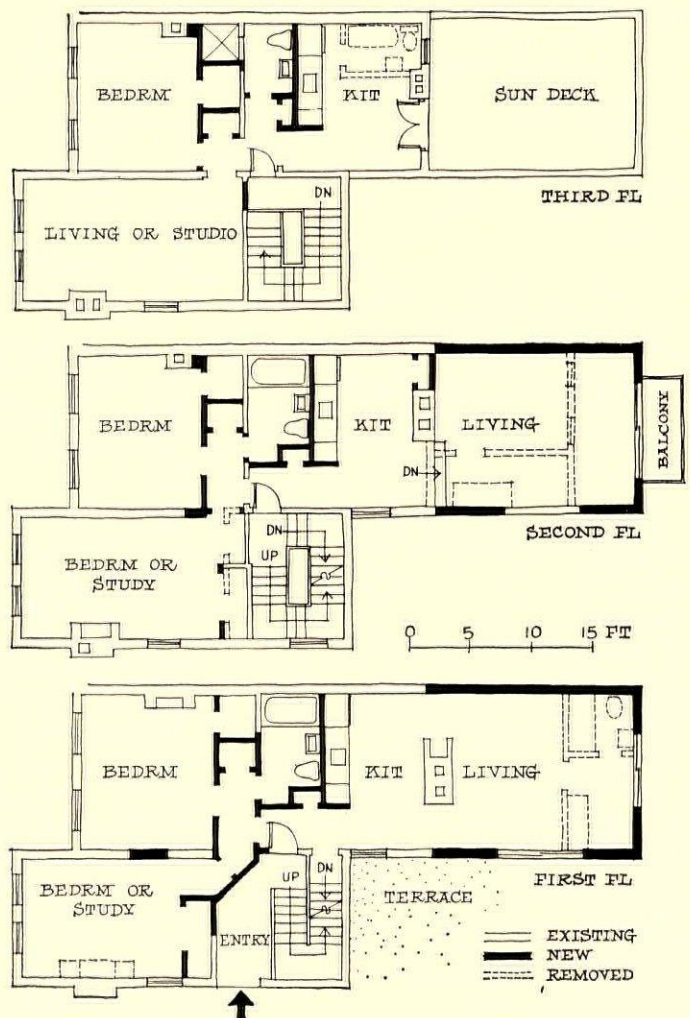 BEDRM
KIT
SUN DECK
THIRD FL
DN
LIVING OR STUDIO
BEDRM
KIT
LIVING
BALCONY
DN
SECOND FL
DN
UP
BEDRM OR
STUDY
0 5 10 15 FT
BEDRM
KIT
LIVING
FIRST FL
BEDRM OR
STUDY
UP
DN
TERRACE
ENTRY
EXISTING
NEW
REMOVED